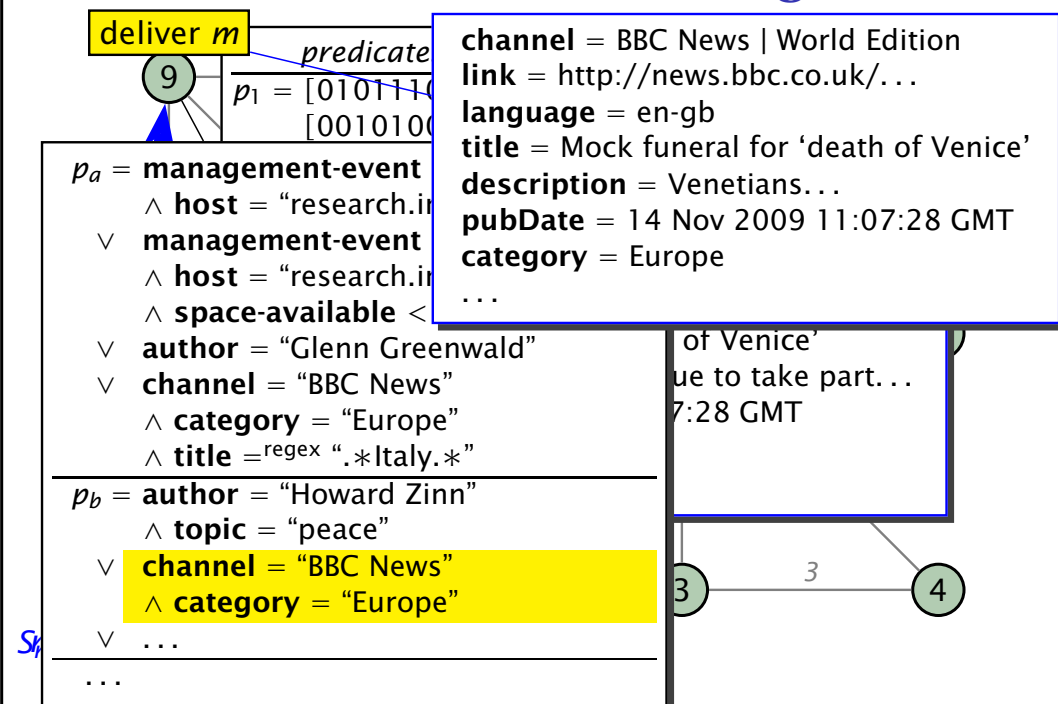 deliver m
9
predicate
p1 = [0101110
[001010
channel = BBC News | World Edition
link = http://news.bbc.co.uk/...
language = en-gb
title = Mock funeral for ‘death of Venice’
description = Venetians...
pubDate = 14 Nov 2009 11:07:28 GMT
category = Europe
...
pa = management-event
∧ host = “research.i
∨ management-event
∧ host = “research.i
∧ space-available <
∨ author = “Glenn Greenwald”
∨ channel = “BBC News”
∧ category = “Europe”
∧ title =regex “.*Italy.*”
pb = author = “Howard Zinn”
∧ topic = “peace”
∨ channel = “BBC News”
∧ category = “Europe”
∨ ...
...
of Venice’
ue to take part...
7:28 GMT
3
3
4